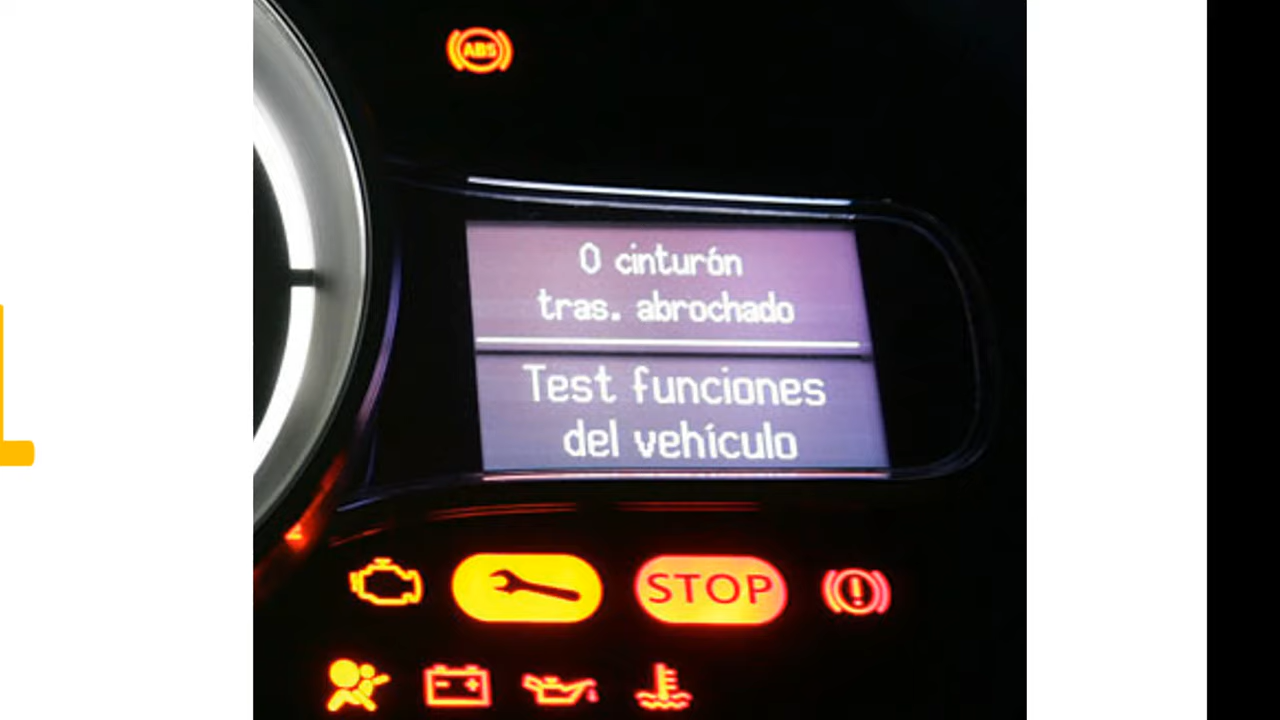 ABS
0 cinturón
tras. abrochado
Test funciones
del vehículo
STOP